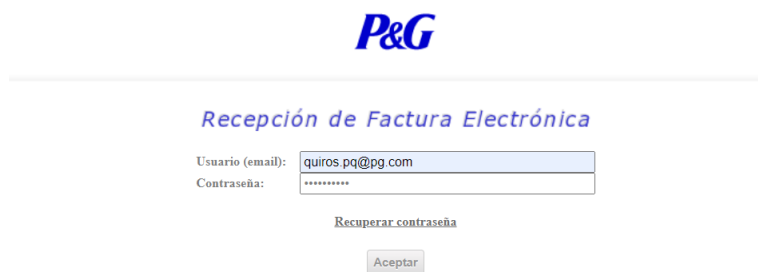 P&G
Recepción de Factura Electrónica
Usuario (email): quiros.pq@pg.com
Contraseña: ••••••••••
Recuperar contraseña
Aceptar